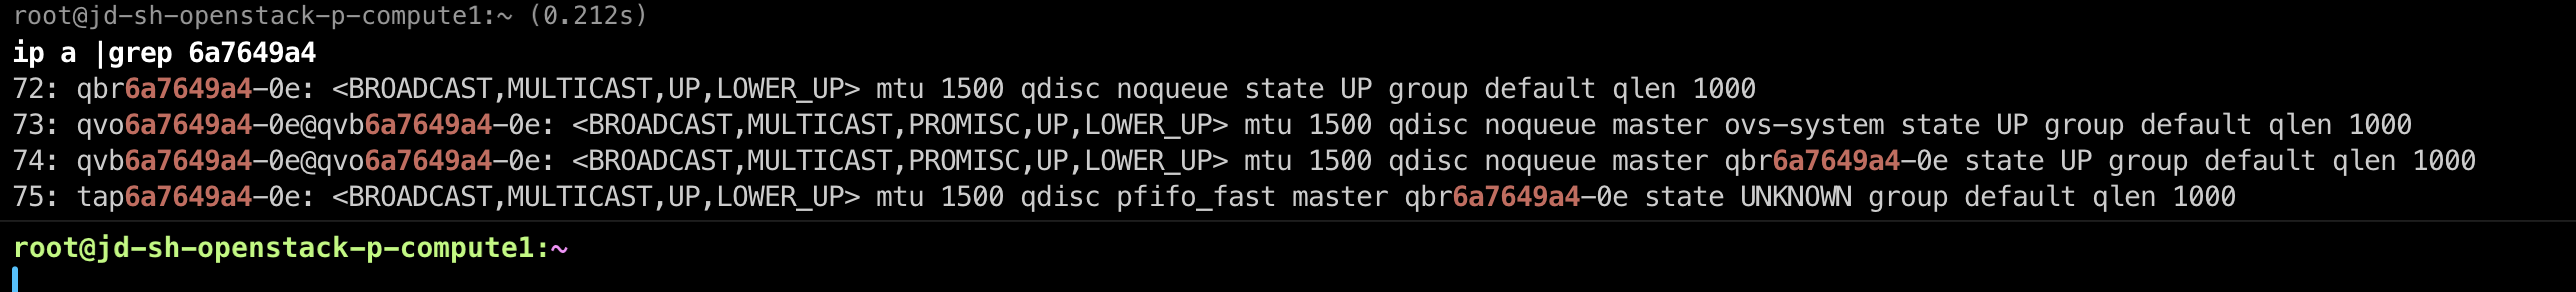 root@jd-sh-openstack-p-compute1:~ (0.212s)
ip a |grep 6a7649a4
72: qbr6a7649a4-0e: <BROADCAST,MULTICAST,UP,LOWER_UP> mtu 1500 qdisc noqueue state UP group default qlen 1000
73: qvo6a7649a4-0e@qvb6a7649a4-0e: <BROADCAST,MULTICAST,PROMISC,UP,LOWER_UP> mtu 1500 qdisc noqueue master ovs-system state UP group default qlen 1000
74: qvb6a7649a4-0e@qvo6a7649a4-0e: <BROADCAST,MULTICAST,PROMISC,UP,LOWER_UP> mtu 1500 qdisc noqueue master qbr6a7649a4-0e state UP group default qlen 1000
75: tap6a7649a4-0e: <BROADCAST,MULTICAST,UP,LOWER_UP> mtu 1500 qdisc pfifo_fast master qbr6a7649a4-0e state UNKNOWN group default qlen 1000
root@jd-sh-openstack-p-compute1:~